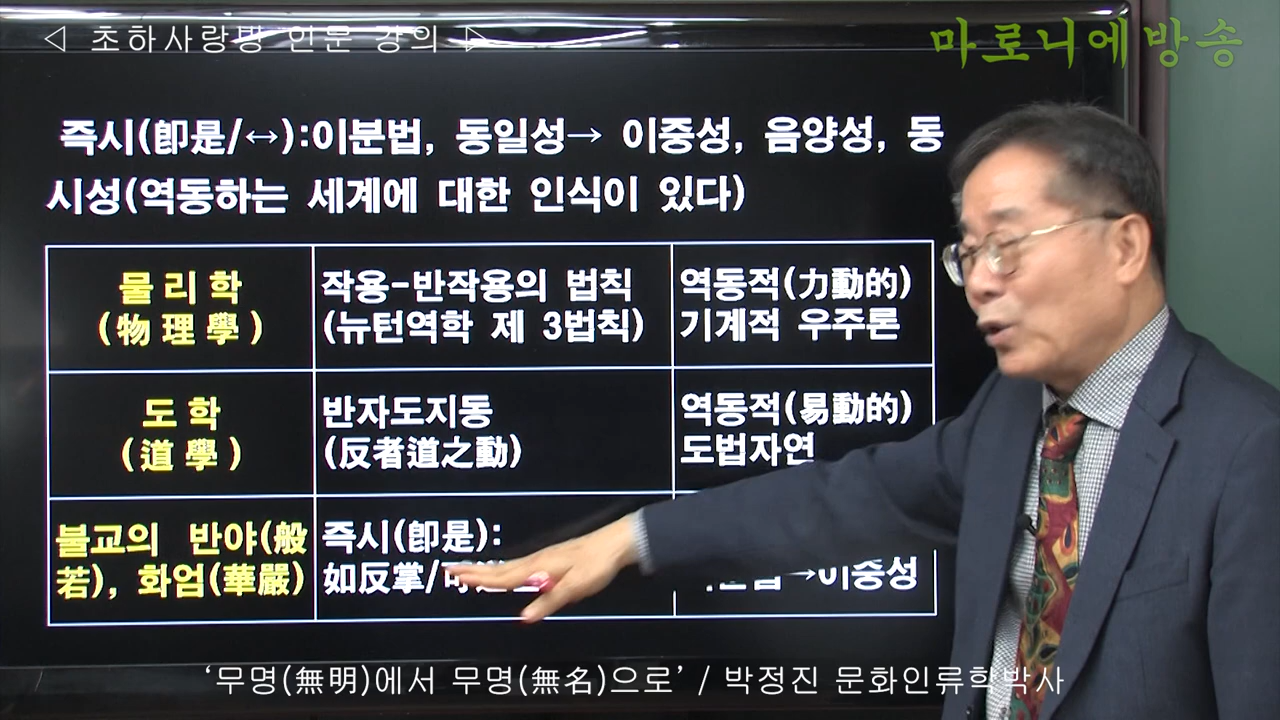 ◁ 초하사랑방 인문 강의 ▷
마로니에방송
즉시(卽是/↔):이분법, 동일성→ 이중성, 음양성, 동
시성(역동하는 세계에 대한 인식이 있다)
물리학
(物理學)
작용-반작용의 법칙
(뉴턴역학 제 3법칙)
역동적(力動的)
기계적 우주론
도학
(道學)
반자도지동
(反者道之動)
역동적(易動的)
도법자연
불교의 반야(般
若), 화엄(華嚴)
즉시(卽是):
如反掌/
→이중성
‘무명(無明)에서 무명(無名)으로’ / 박정진 문화인류학박사